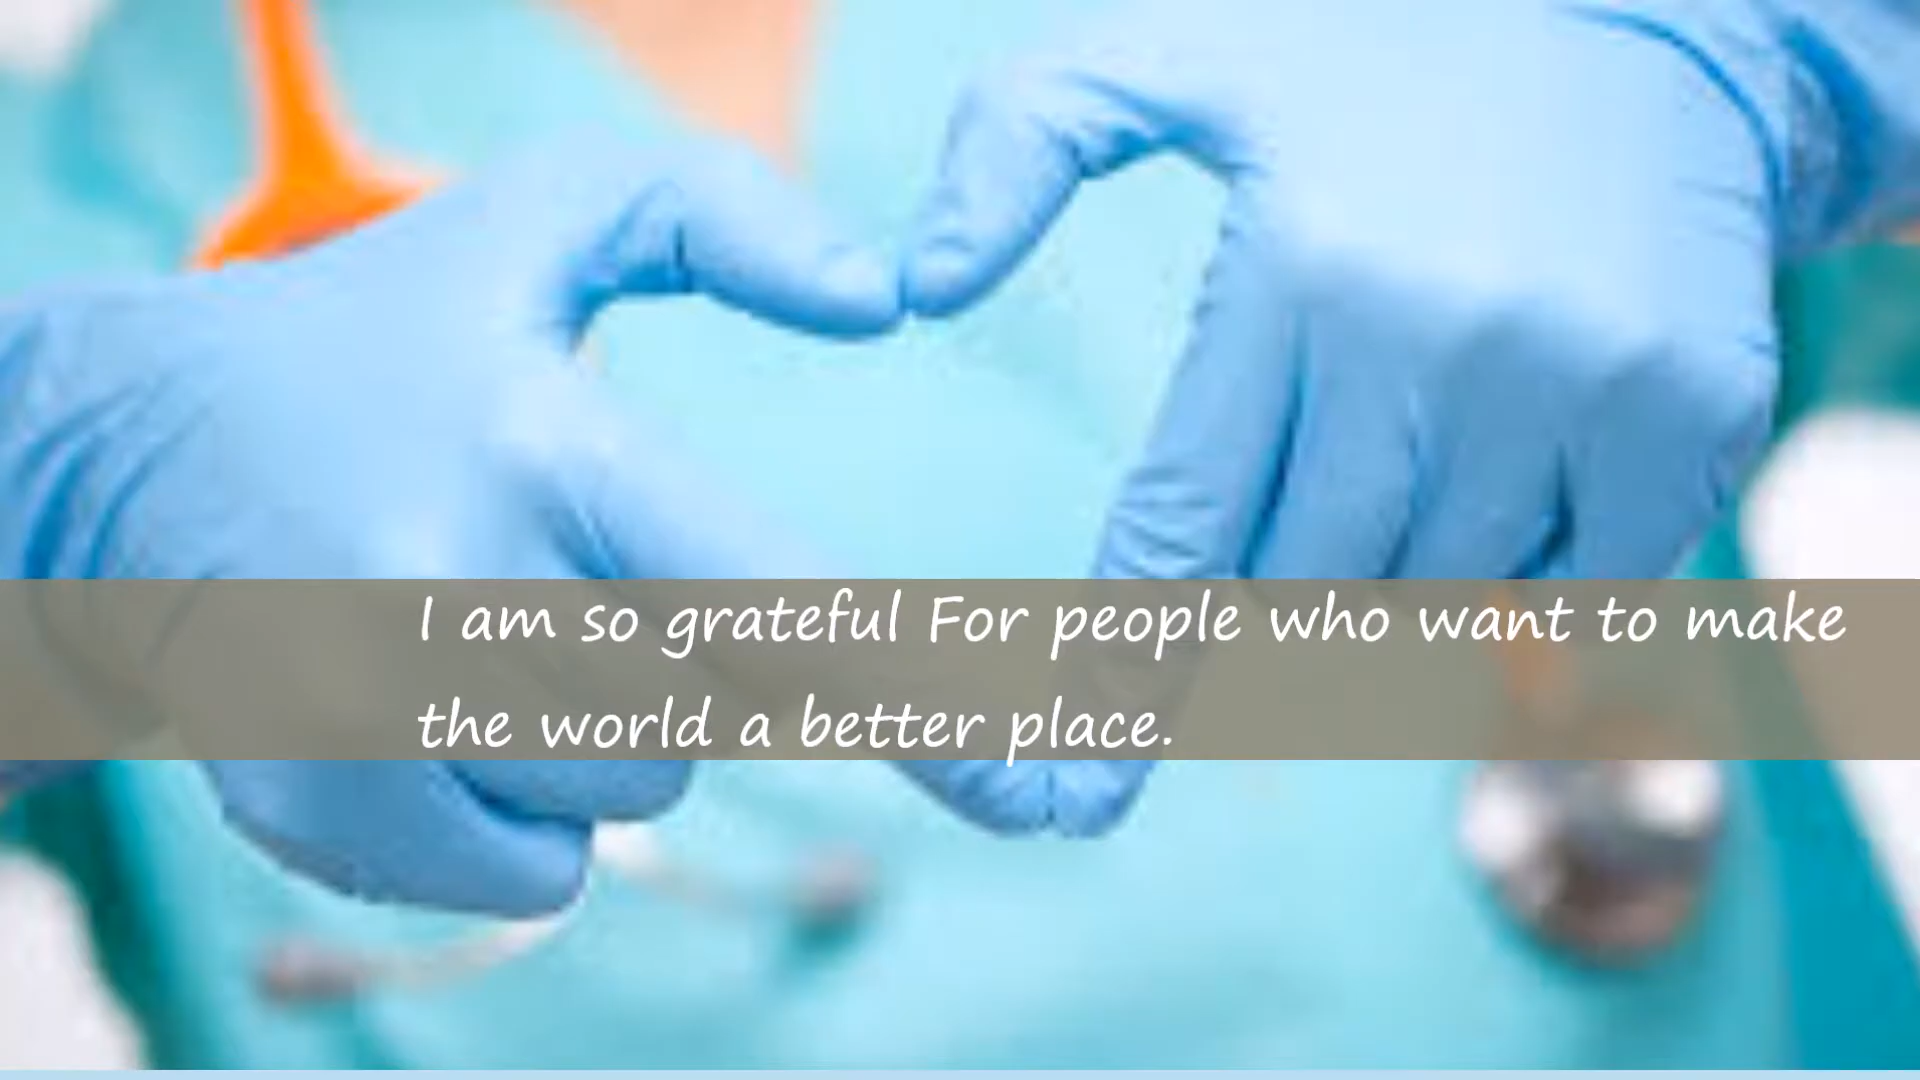 I am so grateful For people who want to make
the world a better place.